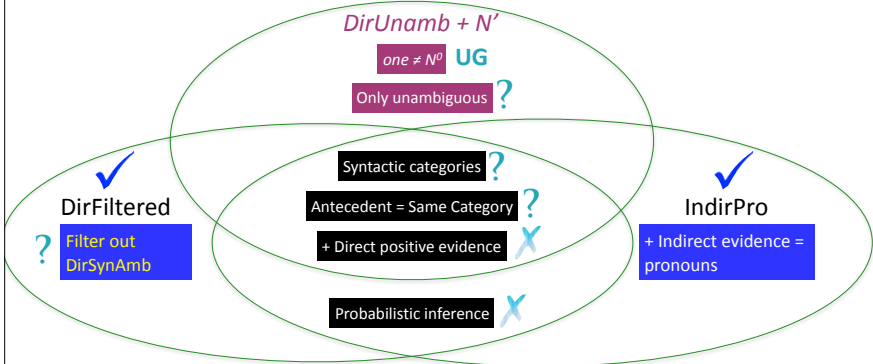 DirUnamb + N’
one ≠ N⁰ UG
Only unambiguous ?
Syntactic categories ?
DirFiltered
Antecedent = Same Category ?
IndirPro
? Filter out
DirSynAmb
+ Direct positive evidence ✗
+ Indirect evidence =
pronouns
Probabilistic inference ✗